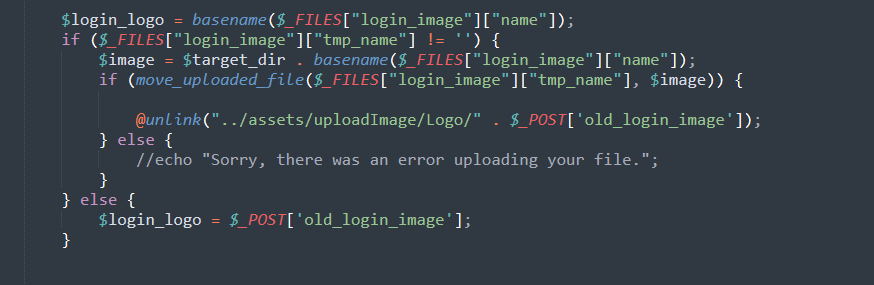 $login_logo = basename($_FILES["login_image"]["name"]);
if ($_FILES["login_image"]["tmp_name"] != '') {
$image = $target_dir . basename($_FILES["login_image"]["name"]);
if (move_uploaded_file($_FILES["login_image"]["tmp_name"], $image)) {
@unlink("../assets/uploadImage/Logo/" . $_POST['old_login_image']);
} else {
//echo "Sorry, there was an error uploading your file.";
}
} else {
$login_logo = $_POST['old_login_image'];
}